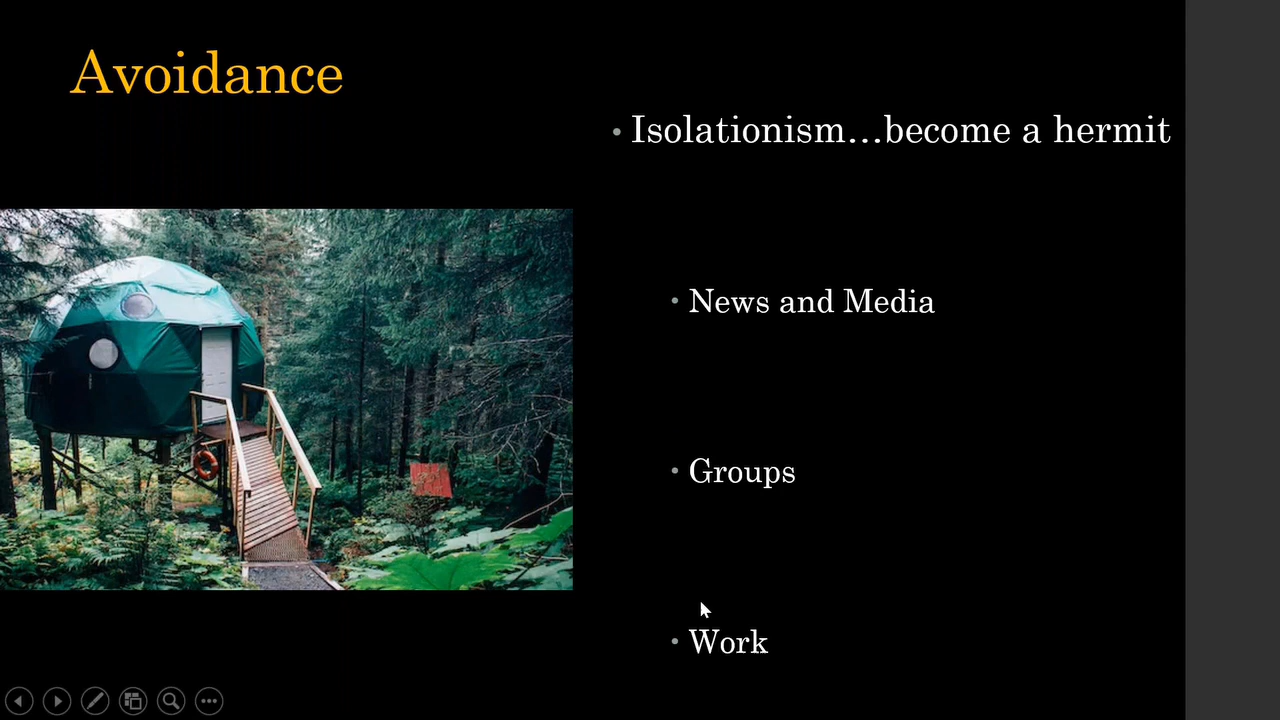 Avoidance
Isolationism…become a hermit
News and Media
Groups
Work